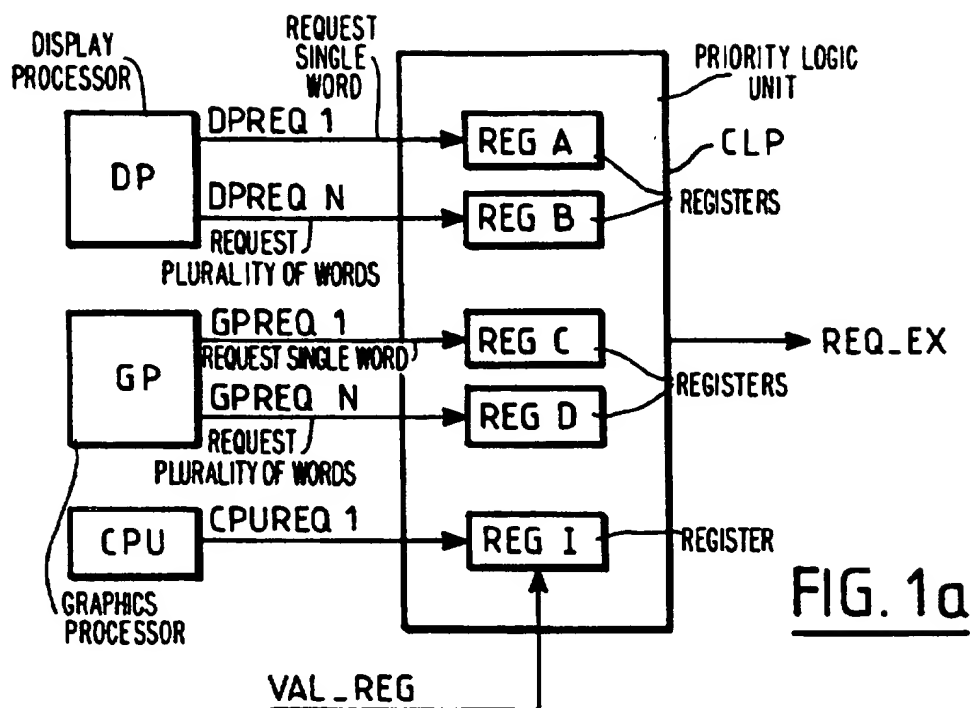 DISPLAY
PROCESSOR
REQUEST
SINGLE
WORD
PRIORITY LOGIC
UNIT
CLP
DP
DPREQ 1
REG A
DPREQ N
REG B
REGISTERS
REQUEST
PLURALITY OF WORDS
GP
GPREQ 1
REQUEST SINGLE WORD
REG C
REQ_EX
GPREQ N
REG D
REGISTERS
REQUEST
PLURALITY OF WORDS
CPU
CPUREQ 1
REG I
REGISTER
GRAPHICS
PROCESSOR
FIG. 1a
VAL_REG